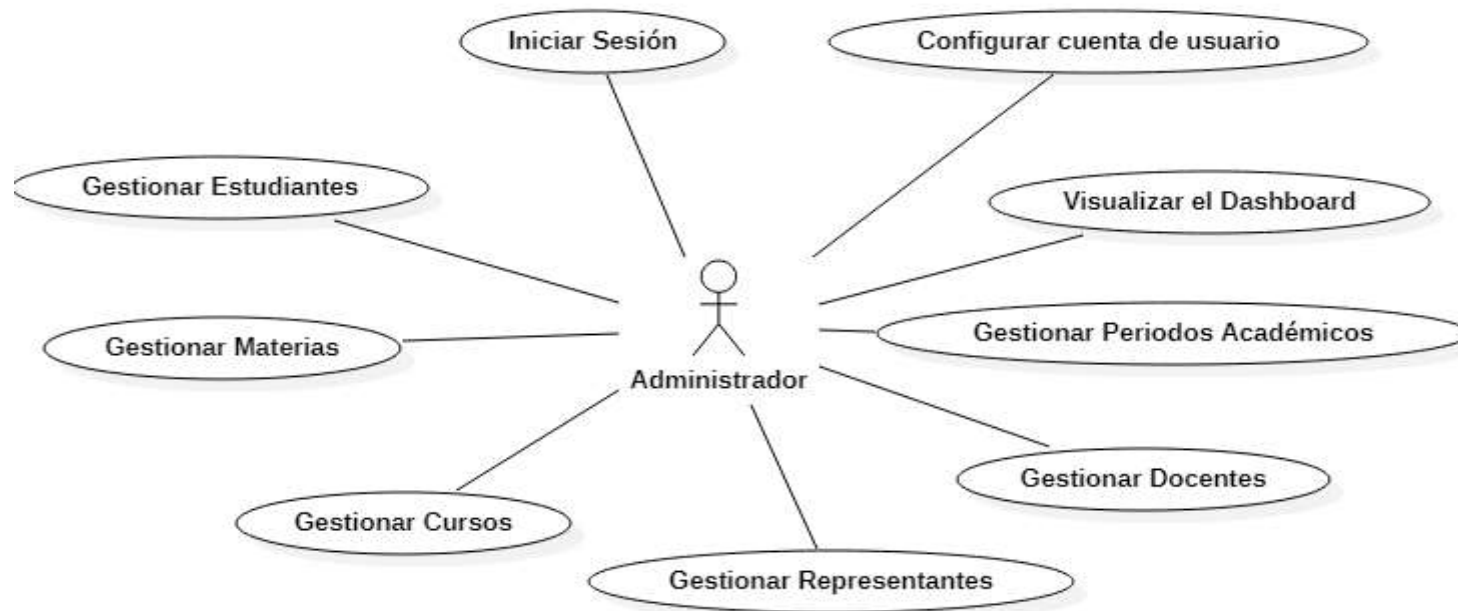 Iniciar Sesión
Configurar cuenta de usuario
Gestionar Estudiantes
Visualizar el Dashboard
Gestionar Materias
Gestionar Periodos Académicos
Administrador
Gestionar Docentes
Gestionar Cursos
Gestionar Representantes